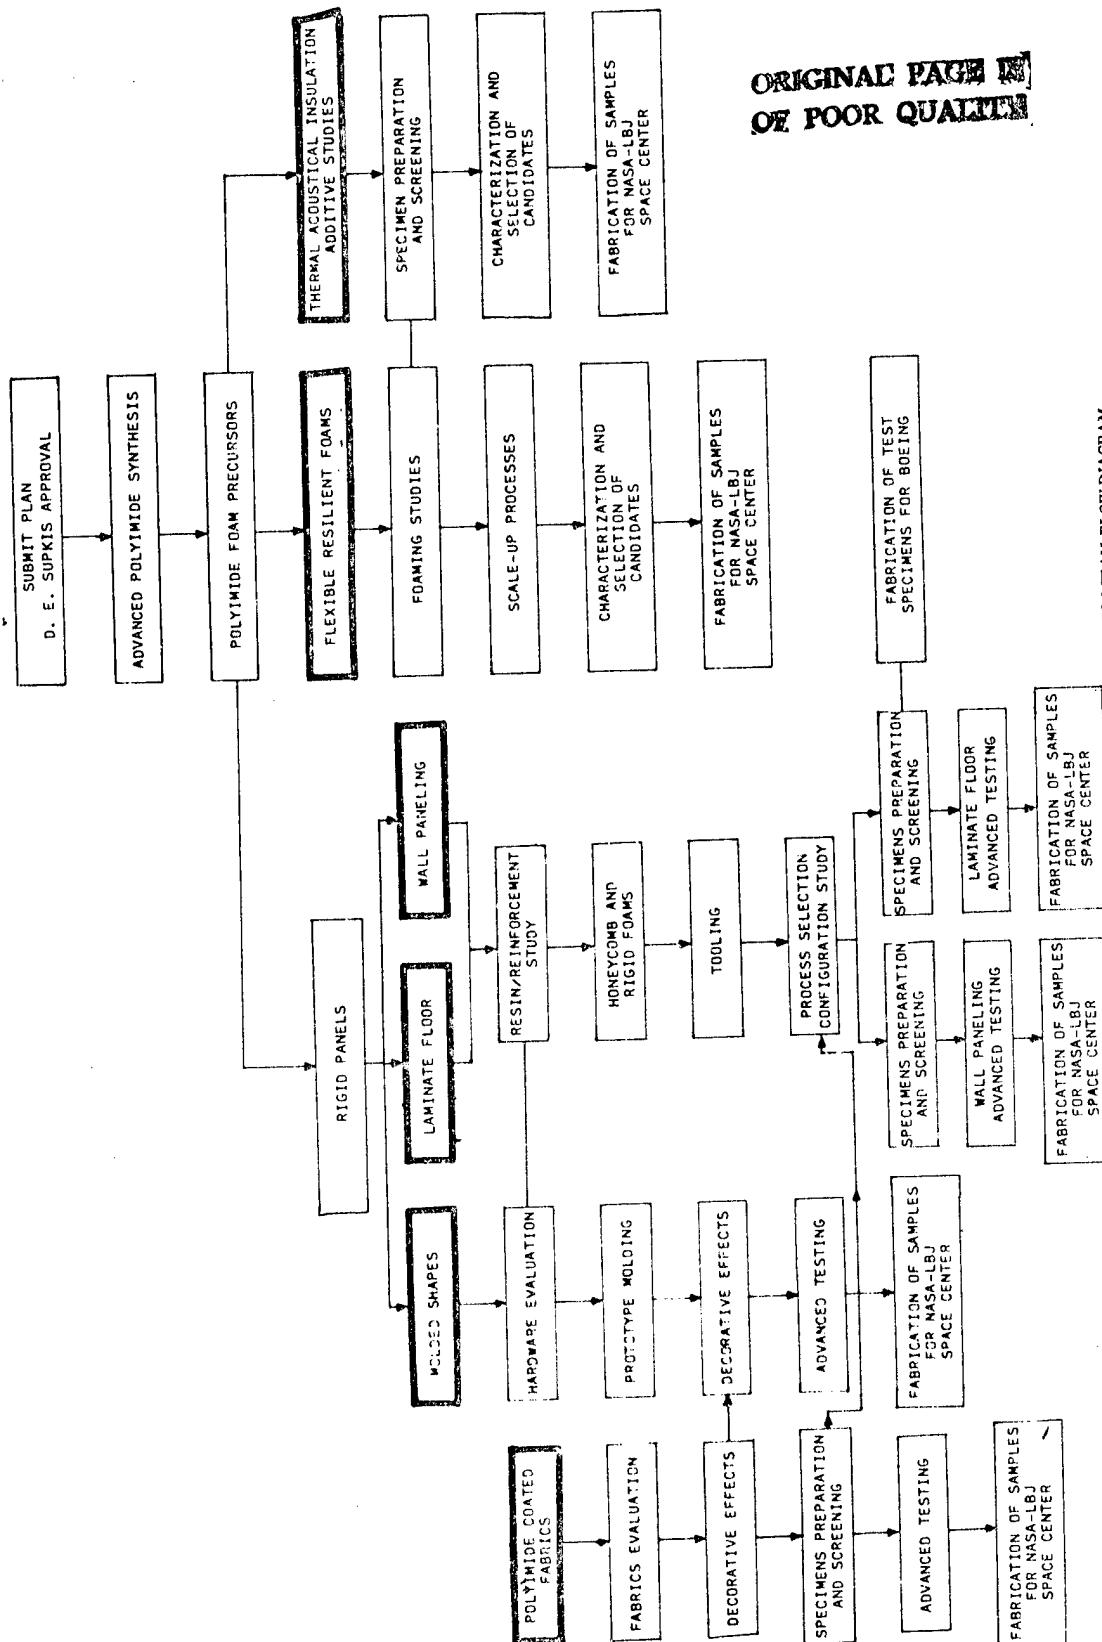 ORIGINAL PAGE IS
OF POOR QUALITY
SUBMIT PLAN
D. E. SUPKIS APPROVAL
ADVANCED POLYIMIDE SYNTHESIS
POLYIMIDE FOAM PRECURSORS
THERMAL ACOUSTICAL INSULATION
ADDITIVE STUDIES
SPECIMEN PREPARATION
AND SCREENING
CHARACTERIZATION AND
SELECTION OF
CANDIDATES
FABRICATION OF SAMPLES
FOR NASA-LBJ
SPACE CENTER
FLEXIBLE RESILIENT FOAMS
FOAMING STUDIES
SCALE-UP PROCESSES
CHARACTERIZATION AND
SELECTION OF
CANDIDATES
FABRICATION OF SAMPLES
FOR NASA-LBJ
SPACE CENTER
RIGID PANELS
WALL PANELING
LAMINATE FLOOR
MOLDED SHAPES
RESIN/REINFORCEMENT
STUDY
HONEYCOMB AND
RIGID FOAMS
TOOLING
PROCESS SELECTION
CONFIGURATION STUDY
FABRICATION OF TEST
SPECIMENS FOR BOEING
SPECIMENS PREPARATION
AND SCREENING
LAMINATE FLOOR
ADVANCED TESTING
FABRICATION OF SAMPLES
FOR NASA-LBJ
SPACE CENTER
SPECIMENS PREPARATION
AND SCREENING
WALL PANELING
ADVANCED TESTING
FABRICATION OF SAMPLES
FOR NASA-LBJ
SPACE CENTER
HARDWARE EVALUATION
PROTOTYPE MOLDING
DECORATIVE EFFECTS
ADVANCED TESTING
FABRICATION OF SAMPLES
FOR NASA-LBJ
SPACE CENTER
POLYIMIDE COATED
FABRICS
FABRICS EVALUATION
DECORATIVE EFFECTS
SPECIMENS PREPARATION
AND SCREENING
ADVANCED TESTING
FABRICATION OF SAMPLES
FOR NASA-LBJ
SPACE CENTER